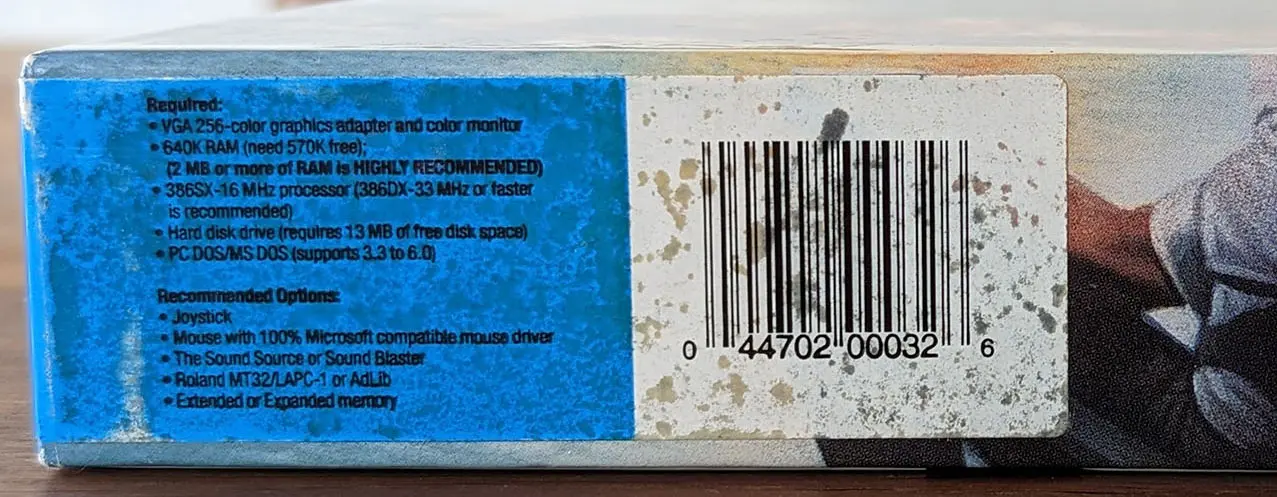 Required:
• VGA 256-color graphics adapter and color monitor
• 640K RAM (need 570K free);
(2 MB or more of RAM is HIGHLY RECOMMENDED)
• 386SX-16 MHz processor (386DX-33 MHz or faster
is recommended)
• Hard disk drive (requires 13 MB of free disk space)
• PC DOS/MS DOS (supports 3.3 to 6.0)
Recommended Options:
• Joystick
• Mouse with 100% Microsoft compatible mouse driver
• The Sound Source or Sound Blaster
• Roland MT32/LAPC-1 or AdLib
• Extended or Expanded memory
0 44702 00032 6